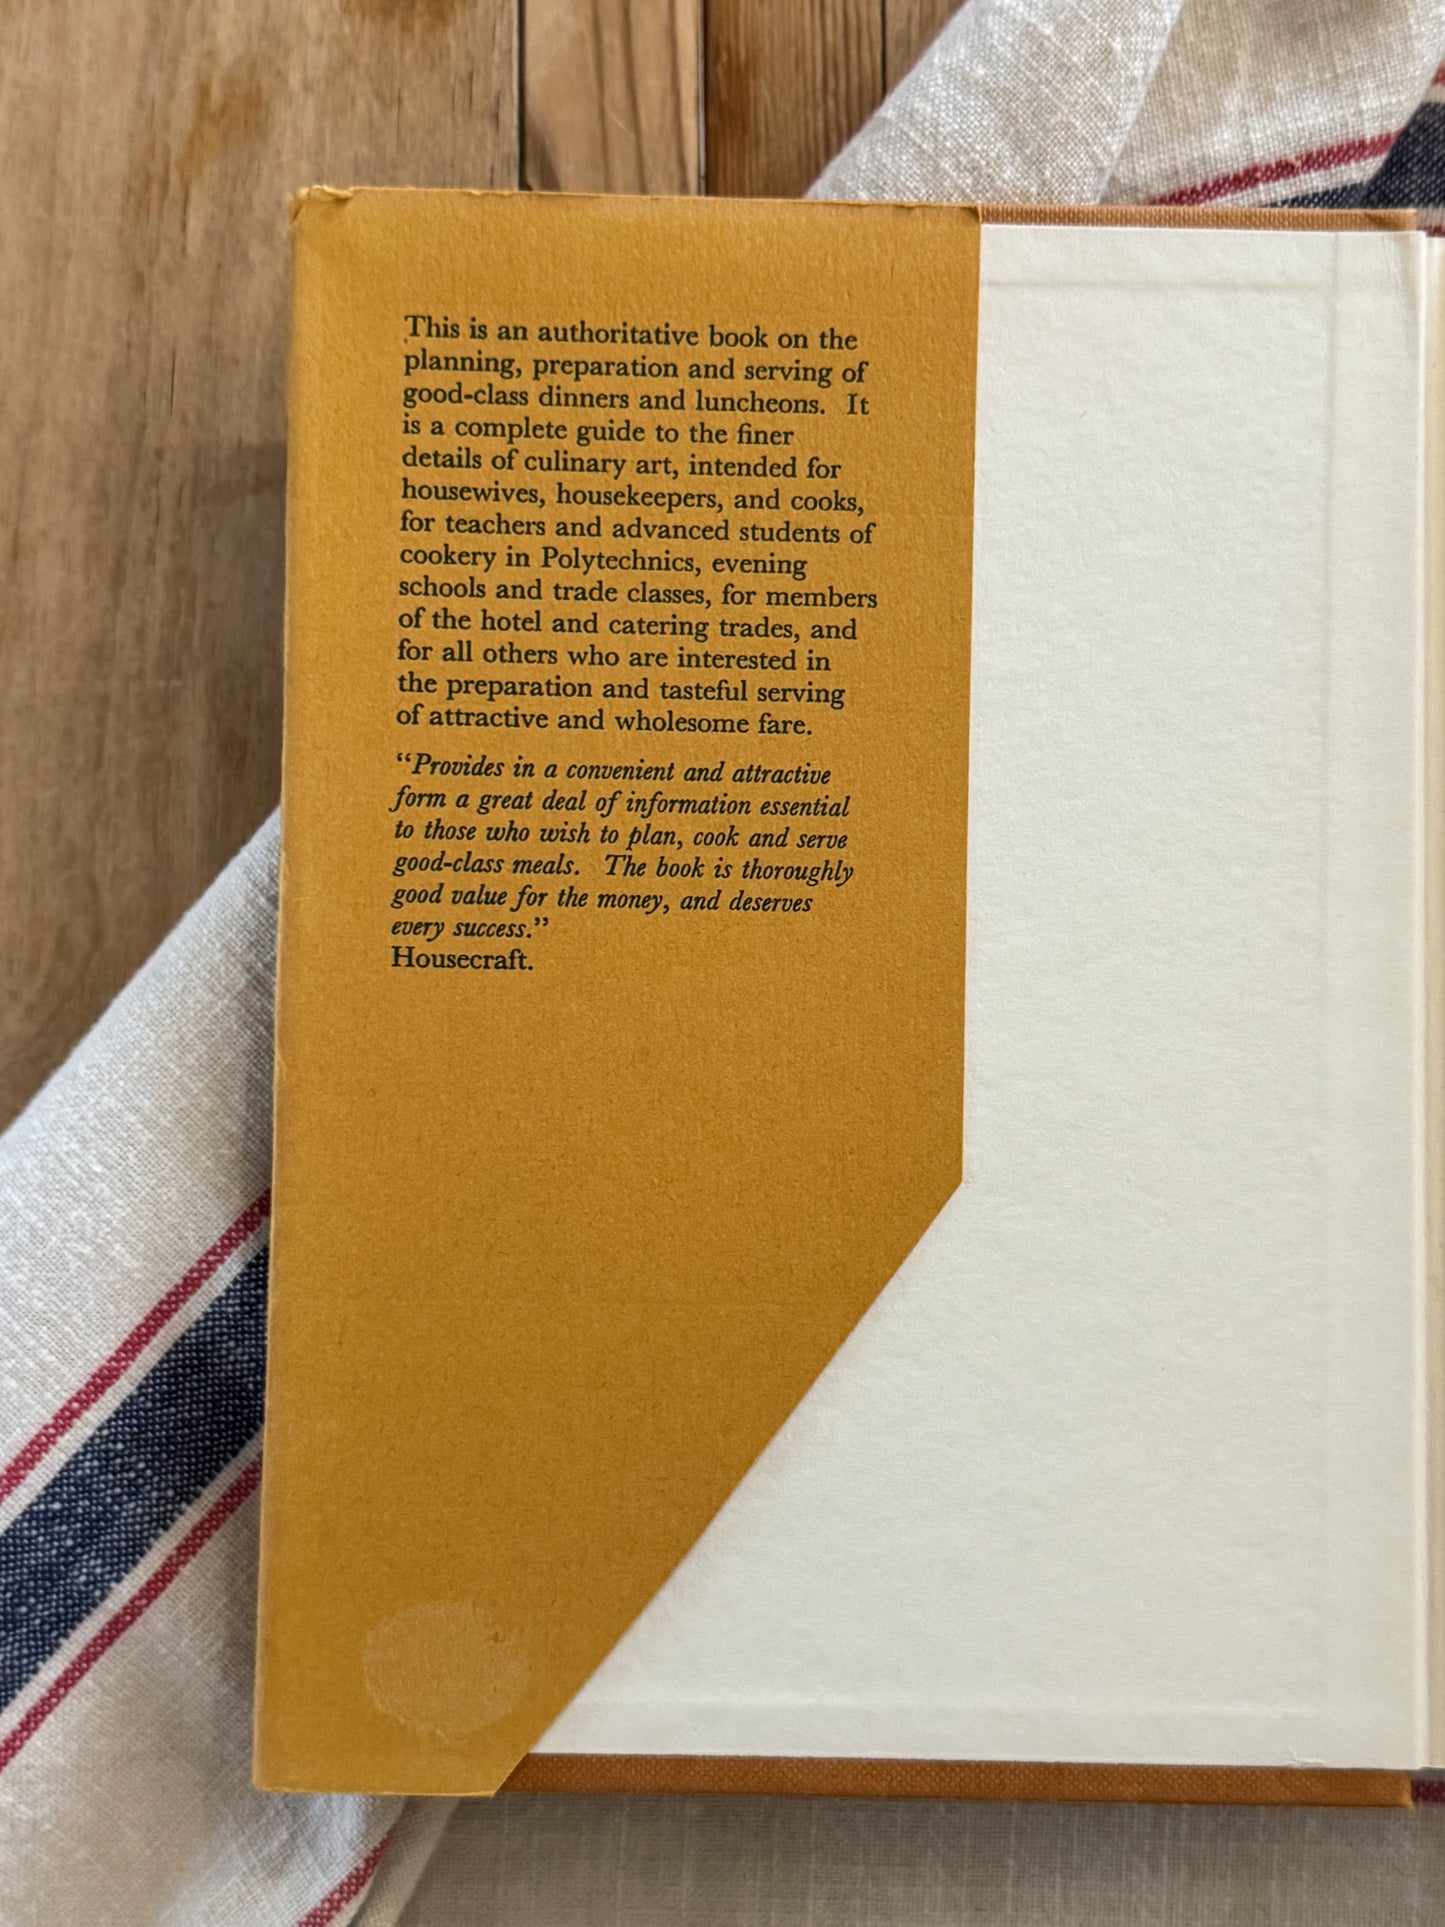 This is an authoritative book on the
planning, preparation and serving of
good-class dinners and luncheons. It
is a complete guide to the finer
details of culinary art, intended for
housewives, housekeepers, and cooks,
for teachers and advanced students of
cookery in Polytechnics, evening
schools and trade classes, for members
of the hotel and catering trades, and
for all others who are interested in
the preparation and tasteful serving
of attractive and wholesome fare.
“Provides in a convenient and attractive
form a great deal of information essential
to those who wish to plan, cook and serve
good-class meals. The book is thoroughly
good value for the money, and deserves
every success.”
Housecraft.